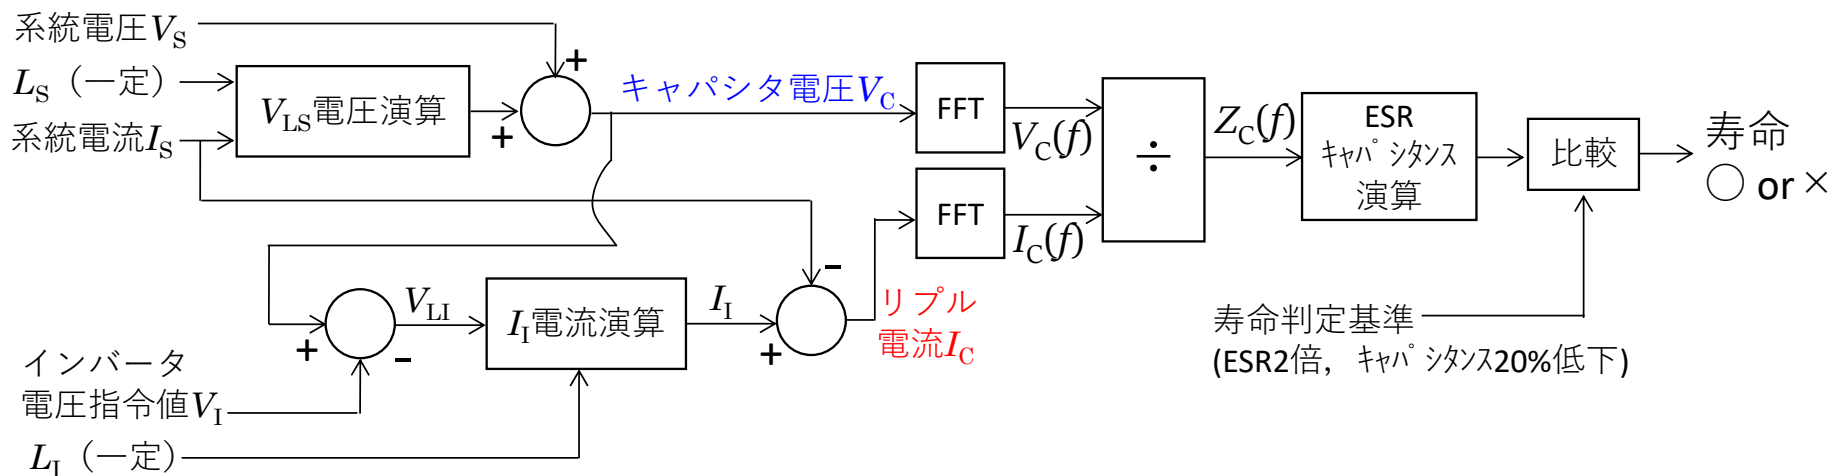 系統電圧VS
LS（一定）
系統電流IS
VLS電圧演算
+
+
キャパシタ電圧VC
FFT
VC(f)
FFT
IC(f)
÷
ZC(f)
ESR
キャパシタンス
演算
比較
寿命
○ or ×
VLI
+
-
II電流演算
II
+
-
リプル
電流IC
インバータ
電圧指令値VI
LI（一定）
寿命判定基準
(ESR2倍，キャパシタンス20%低下)